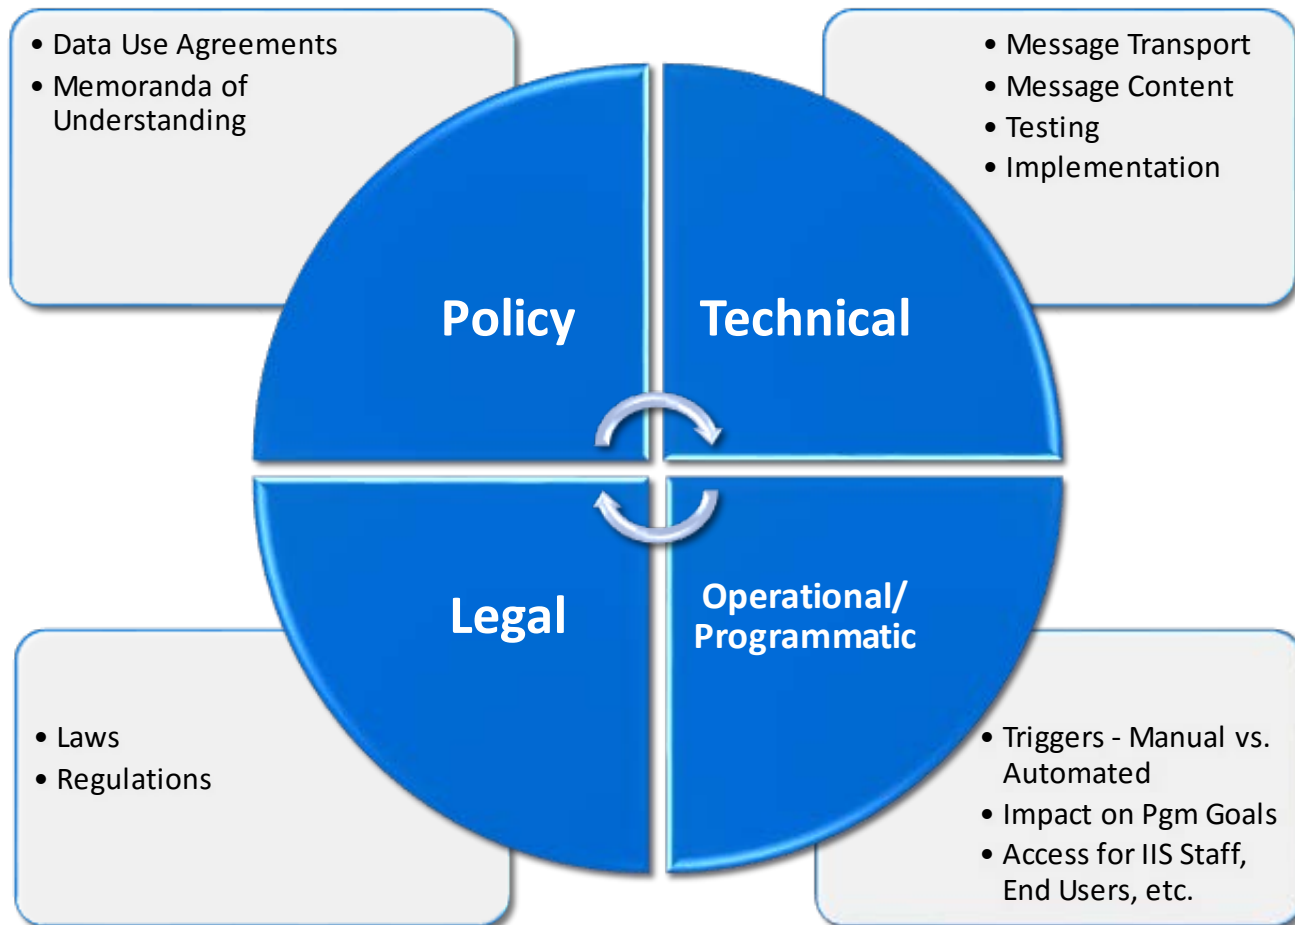 • Data Use Agreements
• Memoranda of
Understanding
• Message Transport
• Message Content
• Testing
• Implementation
Policy
Technical
Legal
Operational/
Programmatic
• Laws
• Regulations
• Triggers - Manual vs.
Automated
• Impact on Pgm Goals
• Access for IIS Staff,
End Users, etc.